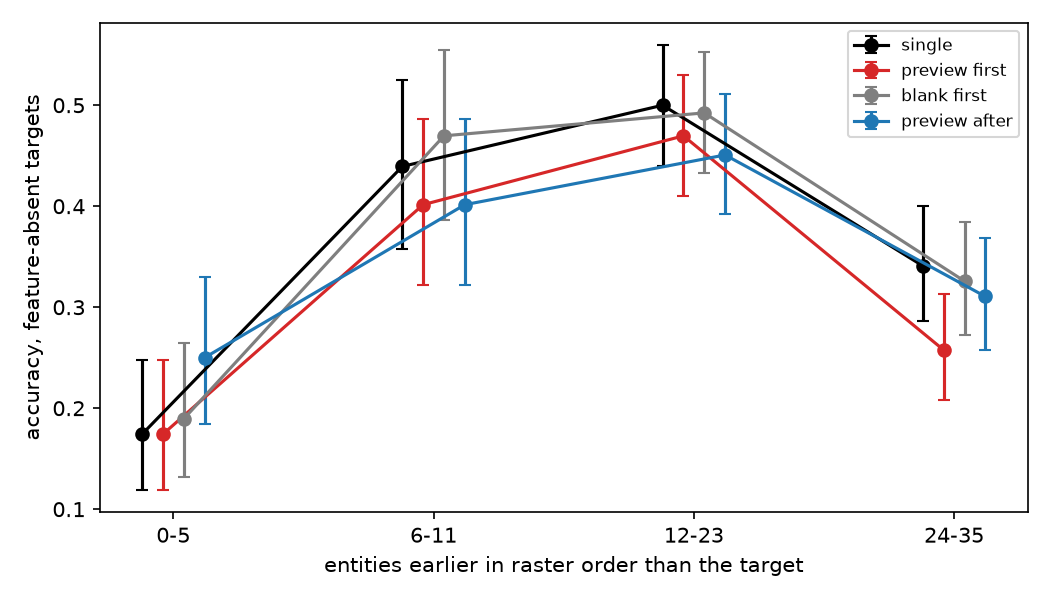 single
preview first
blank first
preview after
accuracy, feature-absent targets
0.5
0.4
0.3
0.2
0.1
0-5 6-11 12-23 24-35
entities earlier in raster order than the target